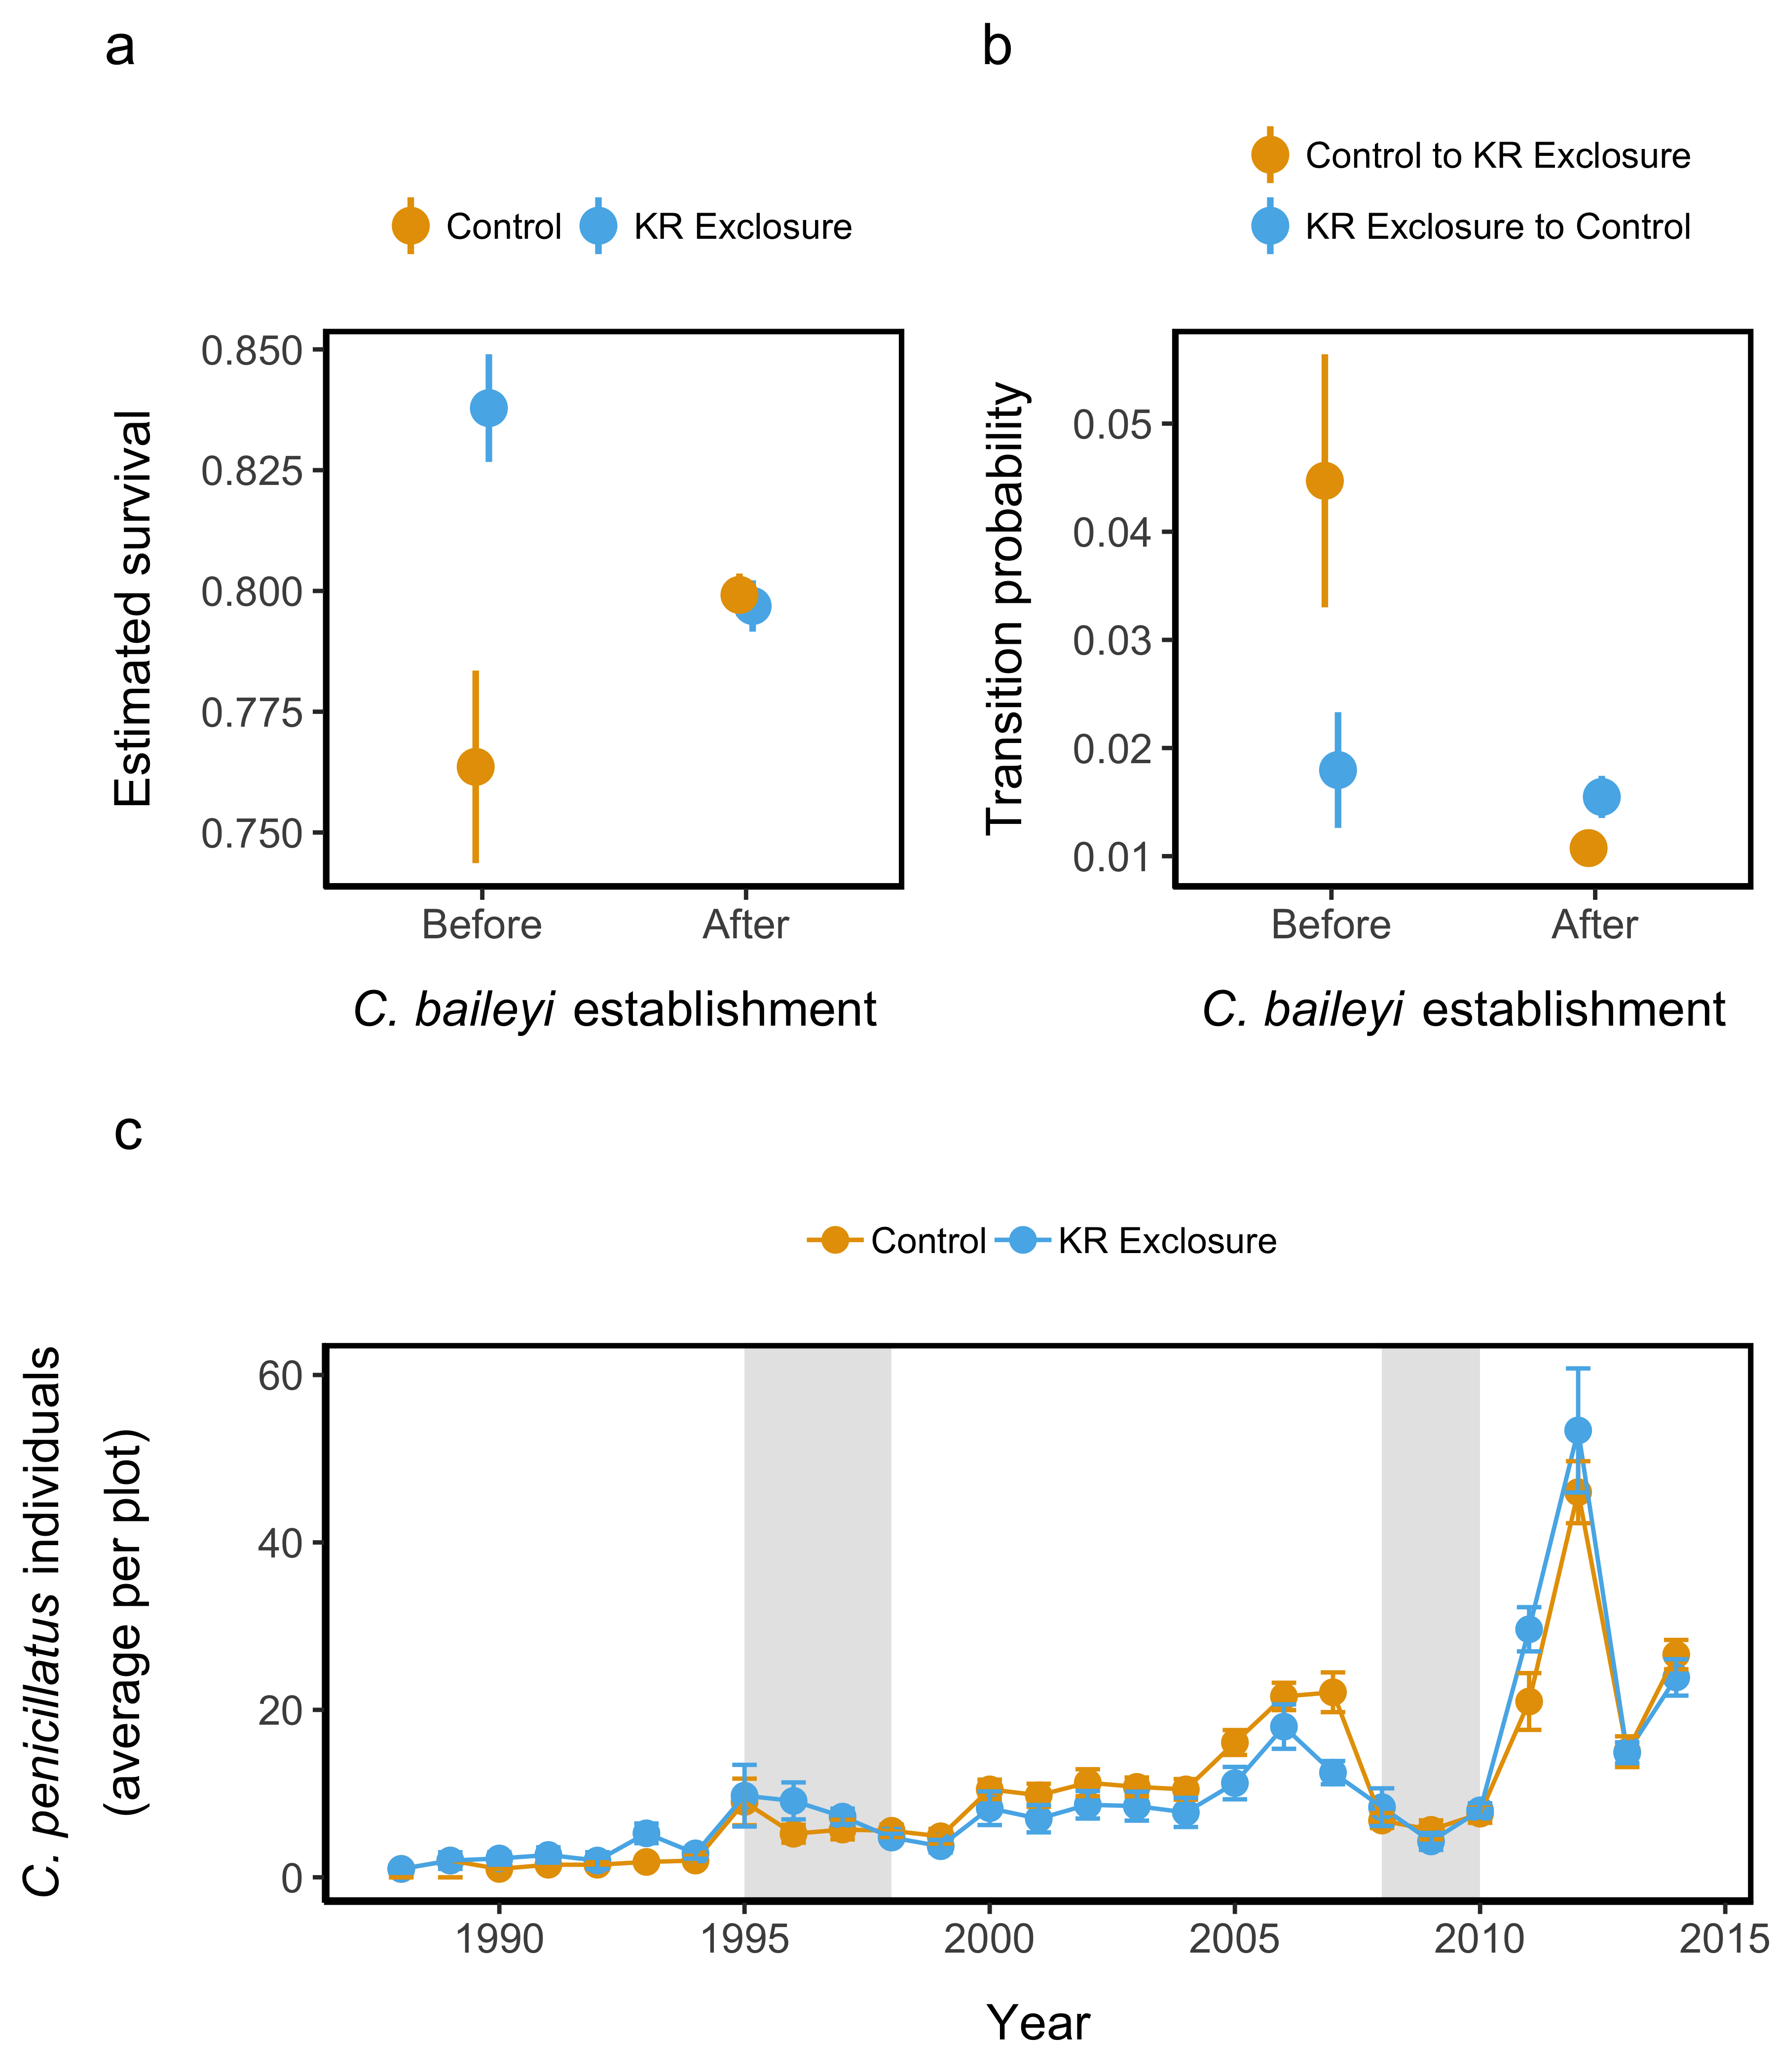 a
b
Control
KR Exclosure
Control to KR Exclosure
KR Exclosure to Control
Estimated survival
0.850
0.825
0.800
0.775
0.750
Before
After
C. baileyi establishment
Transition probability
0.05
0.04
0.03
0.02
0.01
Before
After
C. baileyi establishment
c
Control
KR Exclosure
C. penicillatus individuals
(average per plot)
60
40
20
0
1990
1995
2000
2005
2010
2015
Year